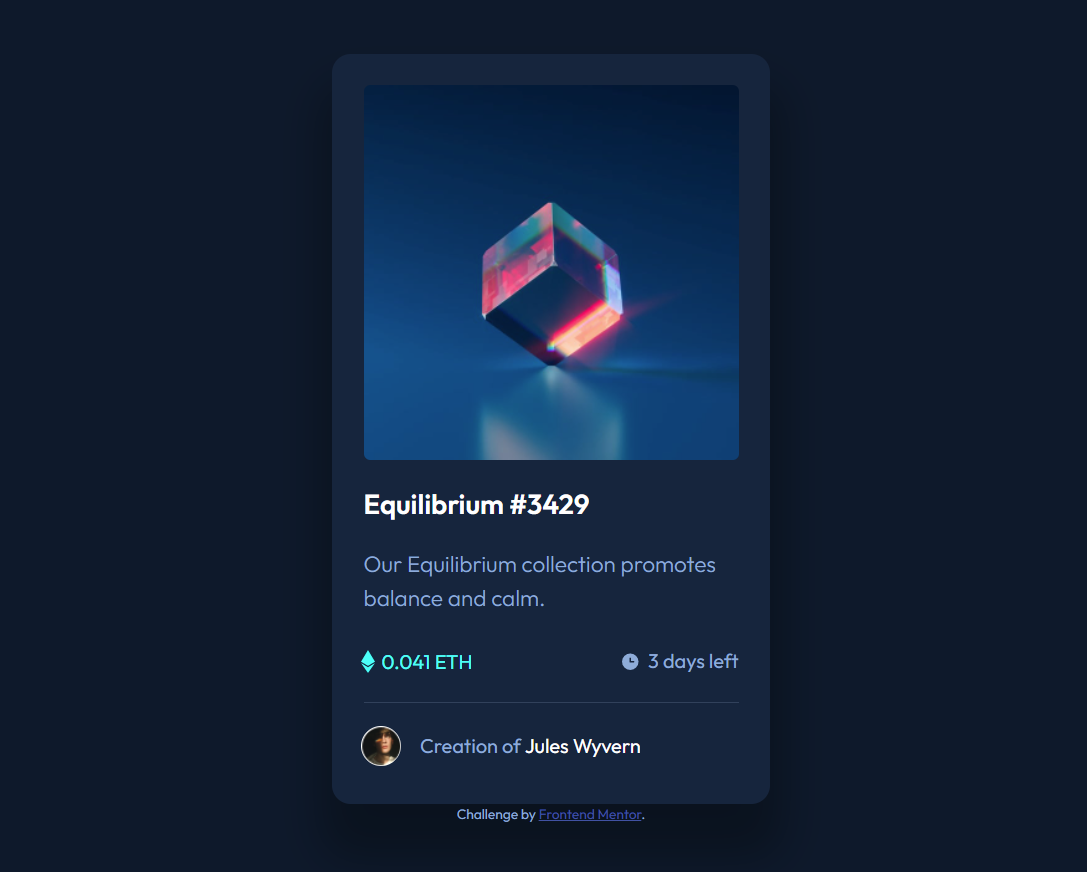 Equilibrium #3429
Our Equilibrium collection promotes
balance and calm.
0.041 ETH
3 days left
Creation of Jules Wyvern
Challenge by Frontend Mentor.